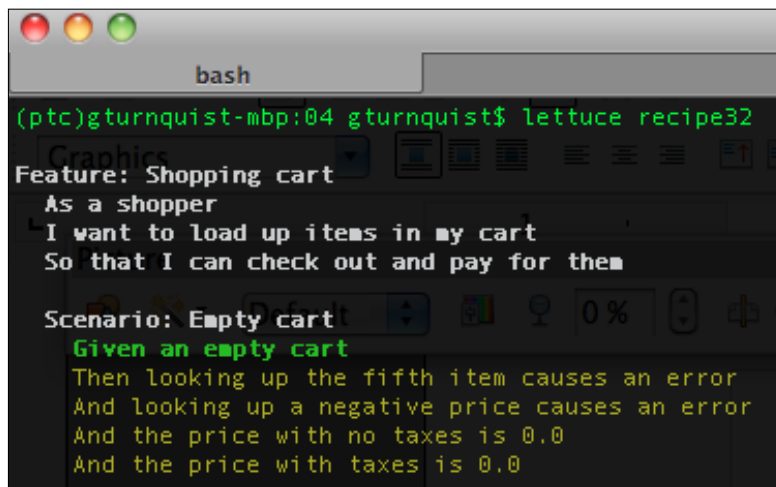 bash
(ptc)gturnquist-mbp:04 gturnquist$ lettuce recipe32
Graphics
Feature: Shopping cart
As a shopper
I want to load up items in my cart
So that I can check out and pay for them
Default
0 %
Scenario: Empty cart
Given an empty cart
Then looking up the fifth item causes an error
And looking up a negative price causes an error
And the price with no taxes is 0.0
And the price with taxes is 0.0